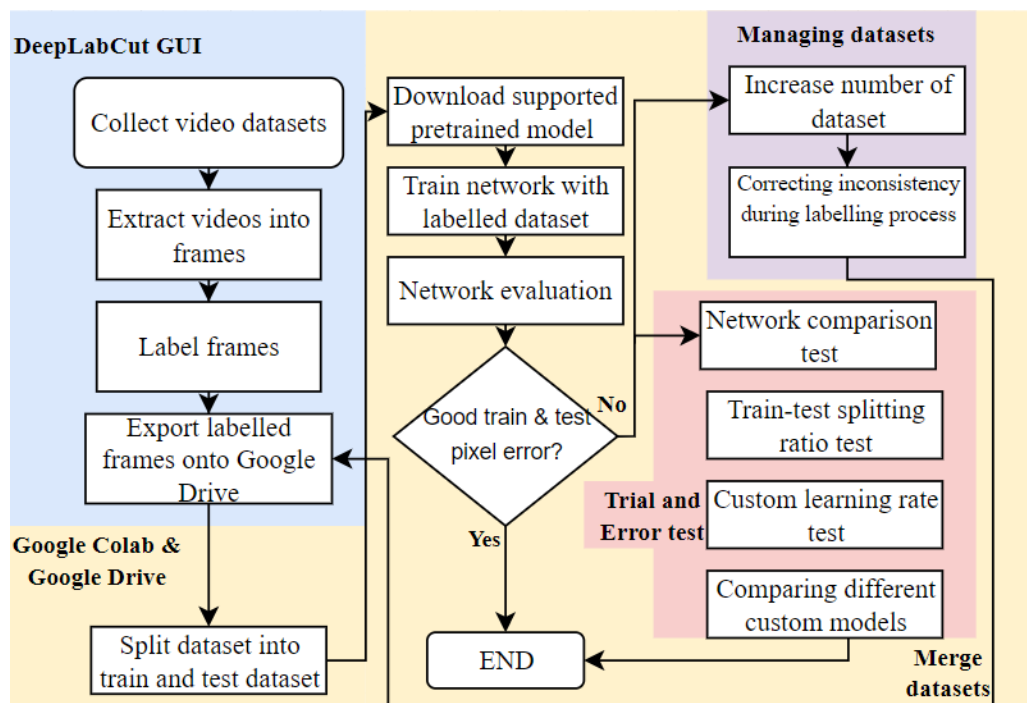 DeepLabCut GUI
Collect video datasets
Extract videos into
frames
Label frames
Export labelled
frames onto Google
Drive
Google Colab &
Google Drive
Split dataset into
train and test dataset
Download supported
pretrained model
Train network with
labelled dataset
Network evaluation
Good train & test
pixel error?
No
Yes
END
Managing datasets
Increase number of
dataset
Correcting inconsistency
during labelling process
Network comparison
test
Train-test splitting
ratio test
Trial and
Error test
Custom learning rate
test
Comparing different
custom models
Merge
datasets